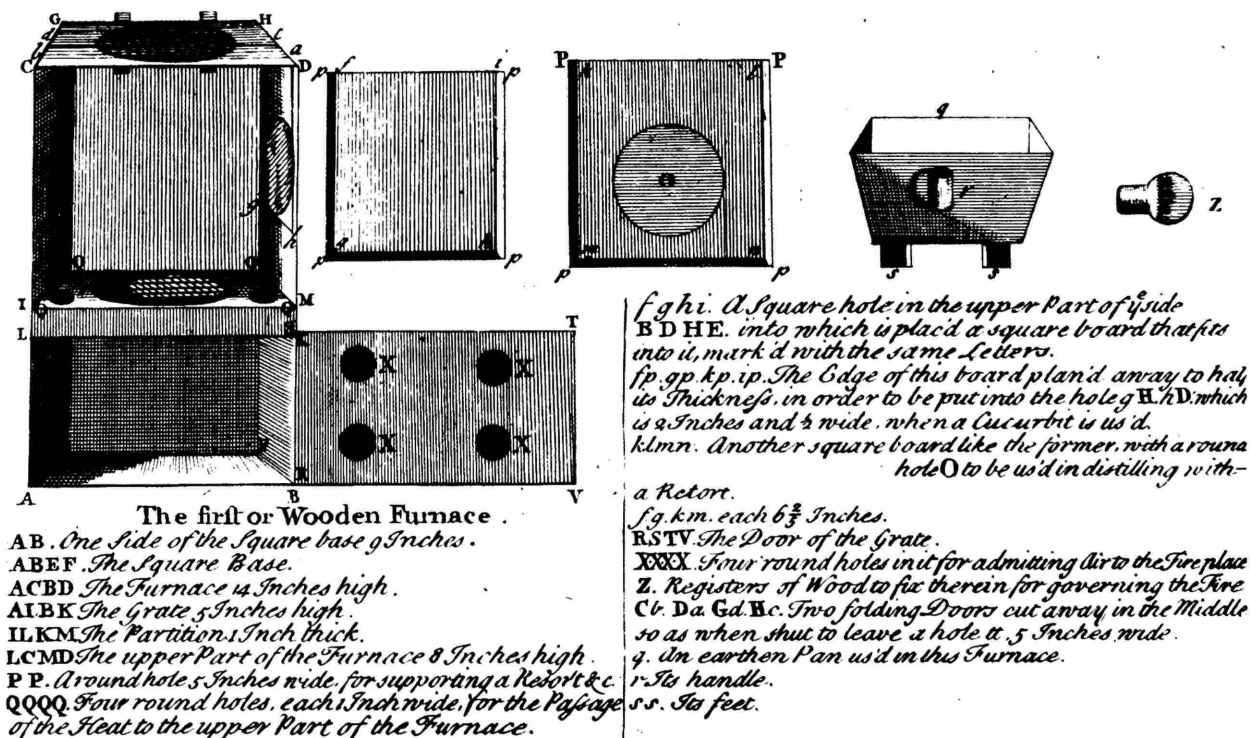 G H
d c
b a
C D
g
h
Q Q
I Q Q M
L K
A B
R
T
V
X X
X X
p f i p
p g k p
P k l P
O
p m n p
q
r
s s
Z
The firſt or Wooden Furnace.
AB. One Side of the Square base 9 Inches.
ABEF. The Square Base.
ACBD The Furnace 14 Inches high.
AIBK The Grate 5 Inches high.
ILKM The Partition 1 Inch thick.
LCMD The upper Part of the Furnace 8 Inches high.
PP. A round hole 5 Inches wide, for supporting a Retort &c.
QQQQ. Four round holes, each 1 Inch wide, for the Paſsage
of the Heat to the upper Part of the Furnace.
f g h i. A Square hole in the upper Part of yᵉ side
BDHE. into which is plac'd a square board that fits
into it, mark'd with the same Letters.
fp. gp. kp. ip. The Edge of this board plan'd away to half
its Thickneſs, in order to be put into the hole g H. h D. which
is 2 Inches and ½ wide, when a Cucurbit is us'd.
klmn. Another square board like the former, with a round
hole O to be us'd in distilling with-
a Retort.
fg. km. each 6⅔ Inches.
RSTV. The Door of the Grate.
XXXX. Four round holes in it for admitting Air to the Fire place
Z. Registers of Wood to fix therein for governing the Fire
Cb. Da. Gd. Hc. Two folding Doors cut away in the Middle
so as when shut to leave a hole tt. 5 Inches wide.
q. An earthen Pan us'd in this Furnace.
r Its handle.
s s. Its feet.